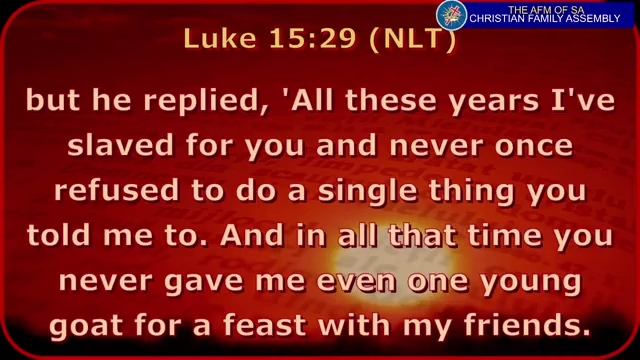 THE AFM OF SA
CHRISTIAN FAMILY ASSEMBLY
Luke 15:29 (NLT)
but he replied, 'All these years I've
slaved for you and never once
refused to do a single thing you
told me to. And in all that time you
never gave me even one young
goat for a feast with my friends.